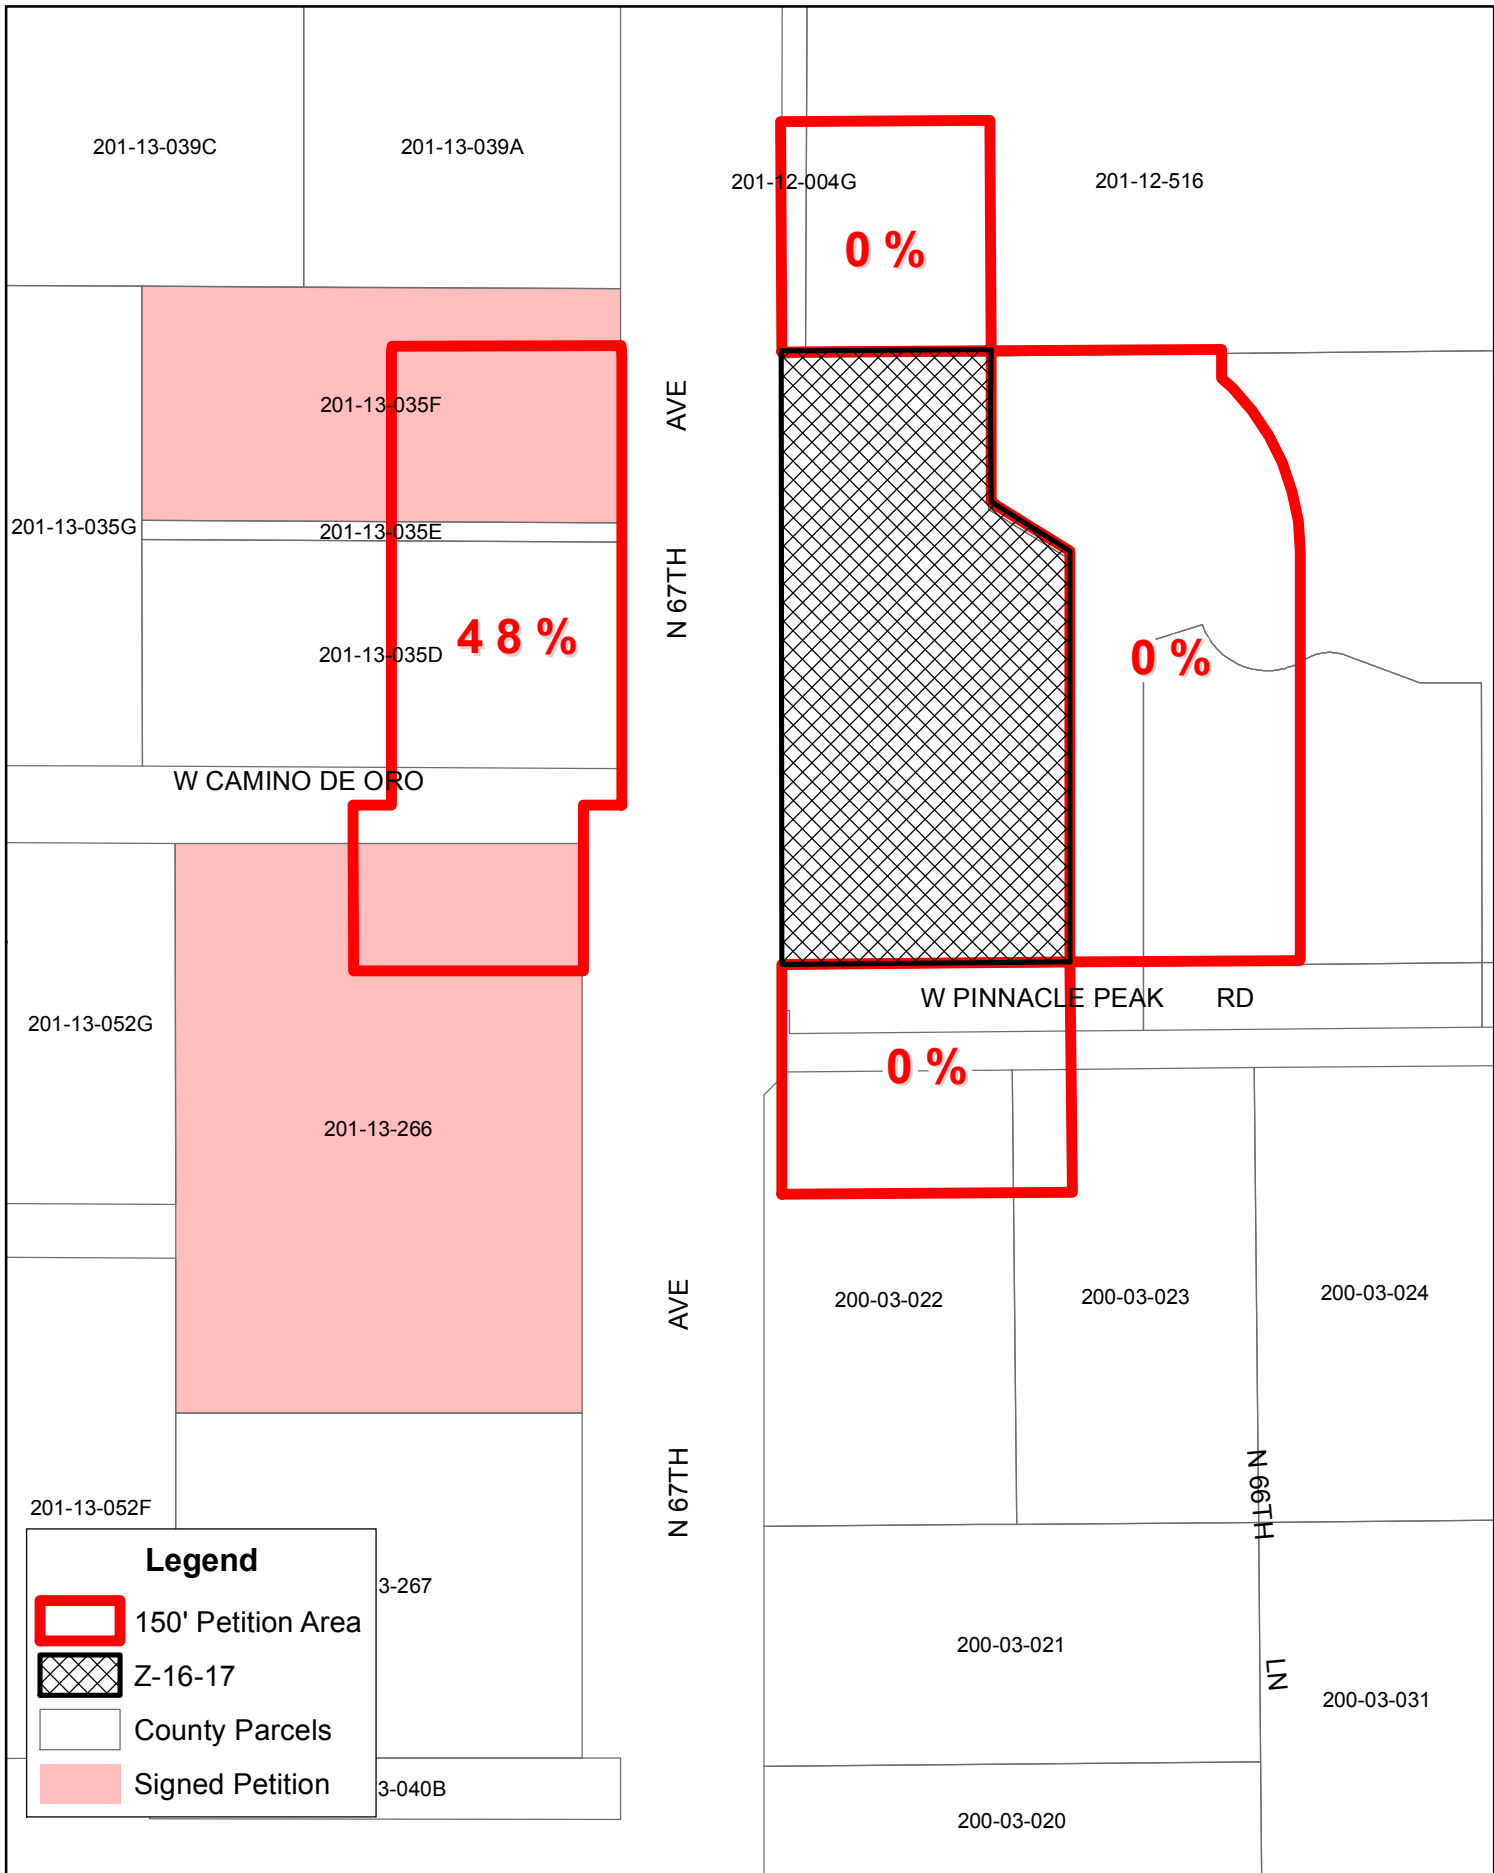 201-13-039C
201-13-039A
201-12-004G
201-12-516
0 %
AVE
201-13-035F
201-13-035G
201-13-035E
N 67TH
48 %
201-13-035D
0 %
W CAMINO DE ORO
W PINNACLE PEAK RD
201-13-052G
0 %
201-13-266
AVE
200-03-022
200-03-023
200-03-024
N 67TH
N 66TH
201-13-052F
Legend
150' Petition Area
3-267
200-03-021
LN
Z-16-17
200-03-031
County Parcels
Signed Petition
3-040B
200-03-020